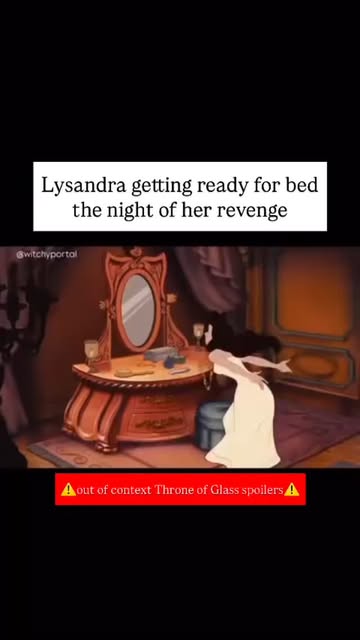 Lysandra getting ready for bed
the night of her revenge
@witchyportal
⚠️out of context Throne of Glass spoilers⚠️